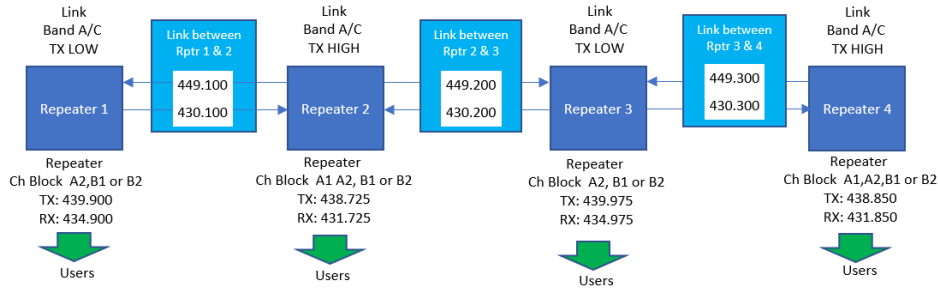 Link
Band A/C
TX LOW
Link between
Rptr 1 & 2
449.100
430.100
Link
Band A/C
TX HIGH
Link between
Rptr 2 & 3
449.200
430.200
Link
Band A/C
TX LOW
Link between
Rptr 3 & 4
449.300
430.300
Link
Band A/C
TX HIGH
Repeater 1
Repeater 2
Repeater 3
Repeater 4
Repeater
Ch Block A2,B1 or B2
TX: 439.900
RX: 434.900
Users
Repeater
Ch Block A1 A2, B1 or B2
TX: 438.725
RX: 431.725
Users
Repeater
Ch Block A2, B1 or B2
TX: 439.975
RX: 434.975
Users
Repeater
Ch Block A1,A2,B1 or B2
TX: 438.850
RX: 431.850
Users